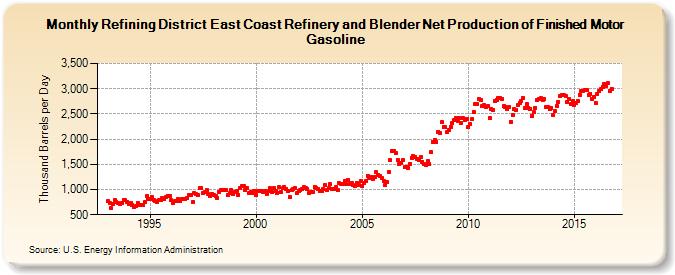 Monthly Refining District East Coast Refinery and Blender Net Production of Finished Motor
Gasoline
Thousand Barrels per Day
3,500
3,000
2,500
2,000
1,500
1,000
500
1995 2000 2005 2010 2015
Source: U.S. Energy Information Administration